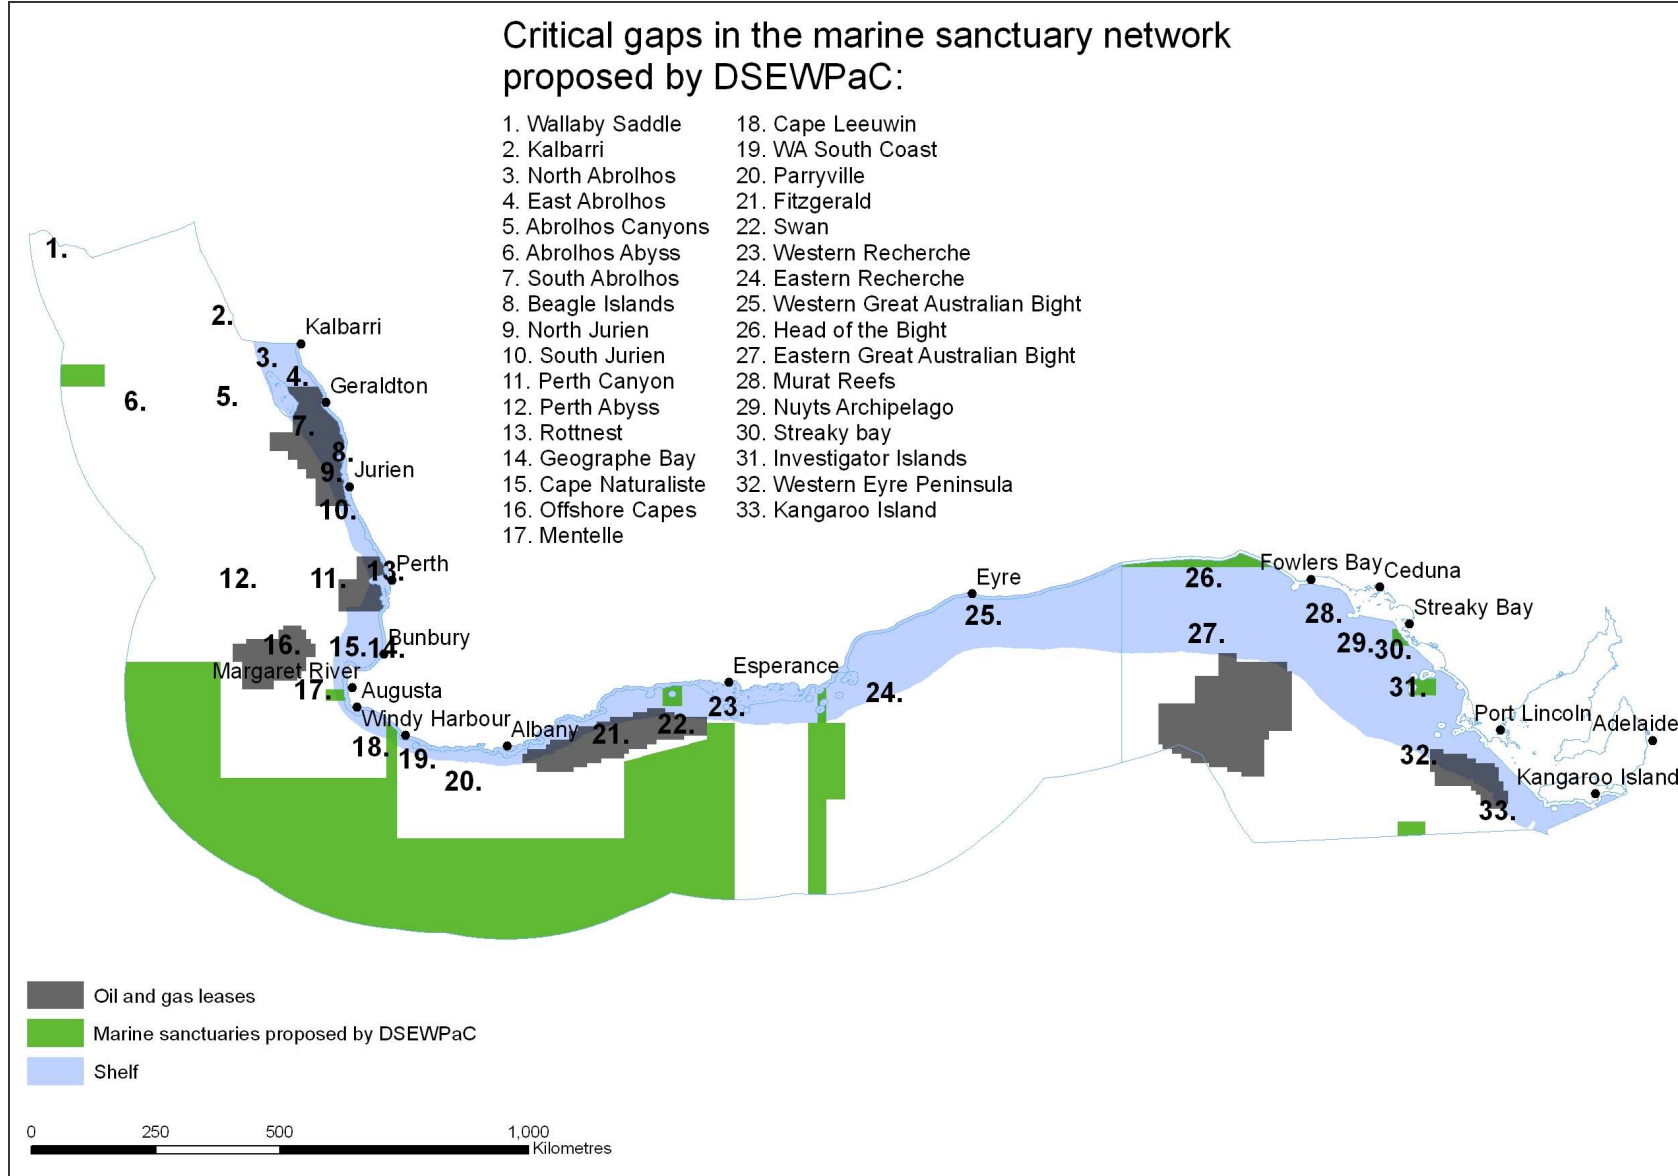 Critical gaps in the marine sanctuary network
proposed by DSEWPaC:
1. Wallaby Saddle
2. Kalbarri
3. North Abrolhos
4. East Abrolhos
5. Abrolhos Canyons
6. Abrolhos Abyss
7. South Abrolhos
8. Beagle Islands
9. North Jurien
10. South Jurien
11. Perth Canyon
12. Perth Abyss
13. Rottnest
14. Geographe Bay
15. Cape Naturaliste
16. Offshore Capes
17. Mentelle
18. Cape Leeuwin
19. WA South Coast
20. Parryville
21. Fitzgerald
22. Swan
23. Western Recherche
24. Eastern Recherche
25. Western Great Australian Bight
26. Head of the Bight
27. Eastern Great Australian Bight
28. Murat Reefs
29. Nuyts Archipelago
30. Streaky bay
31. Investigator Islands
32. Western Eyre Peninsula
33. Kangaroo Island
1.
2.
Kalbarri
3.
4.
Geraldton
5.
6.
7.
8.
9.
Jurien
10.
Perth
11.
12.
13.
Bunbury
14.
15.
16.
Margaret River
17.
Augusta
Windy Harbour
18.
19.
Albany
20.
21.
22.
Esperance
23.
24.
Eyre
25.
26.
27.
Fowlers Bay
Ceduna
28.
Streaky Bay
29.
30.
31.
Port Lincoln
Adelaide
32.
Kangaroo Island
33.
Oil and gas leases
Marine sanctuaries proposed by DSEWPaC
Shelf
0 250 500 1,000
Kilometres